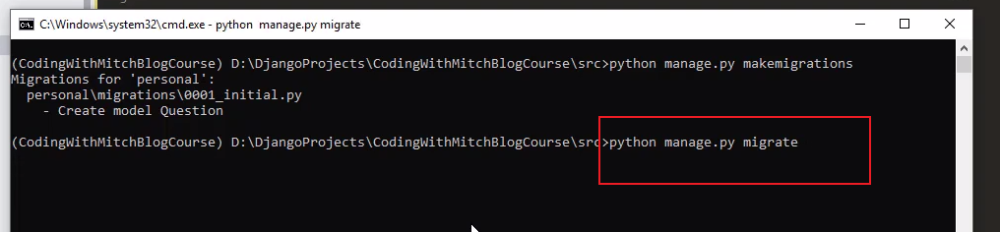 C:\Windows\system32\cmd.exe - python  manage.py migrate
(CodingWithMitchBlogCourse) D:\DjangoProjects\CodingWithMitchBlogCourse\src>python manage.py makemigrations
Migrations for 'personal':
  personal\migrations\0001_initial.py
    - Create model Question
(CodingWithMitchBlogCourse) D:\DjangoProjects\CodingWithMitchBlogCourse\src>python manage.py migrate